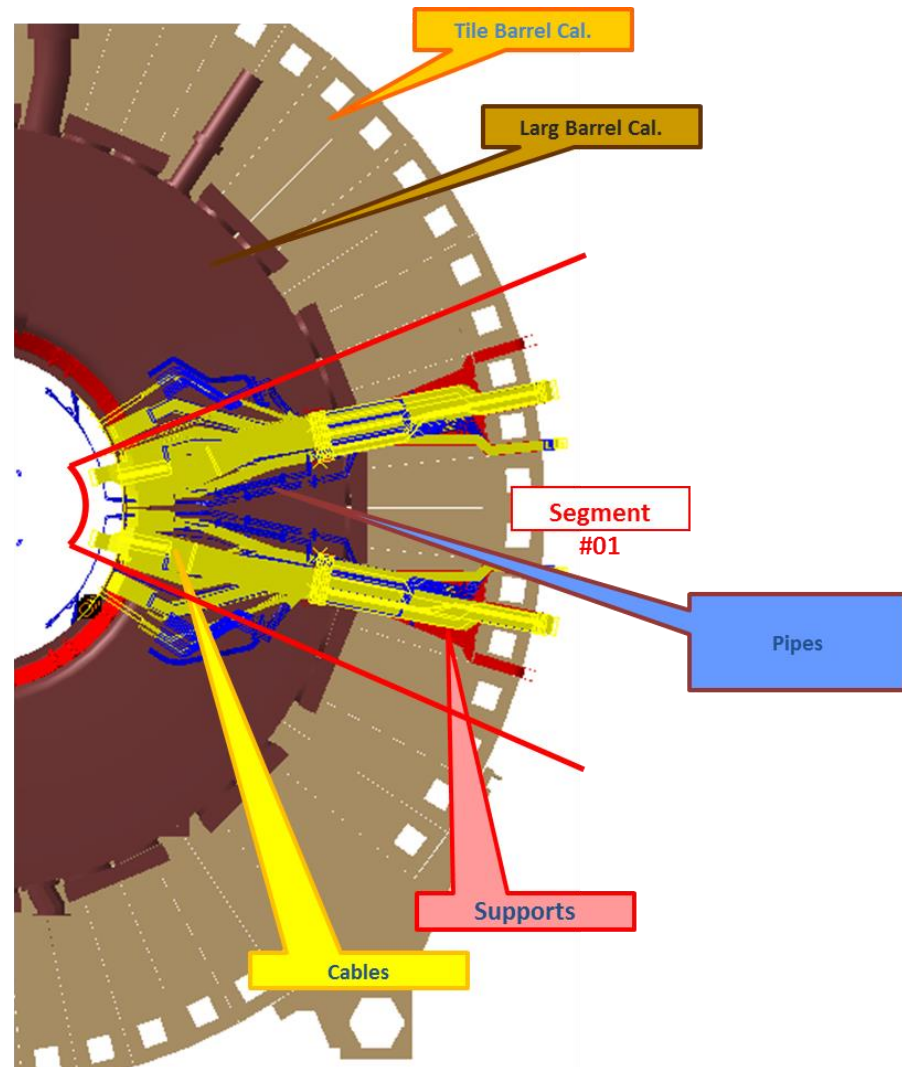 Tile Barrel Cal.
Larg Barrel Cal.
Segment
#01
Pipes
Supports
Cables